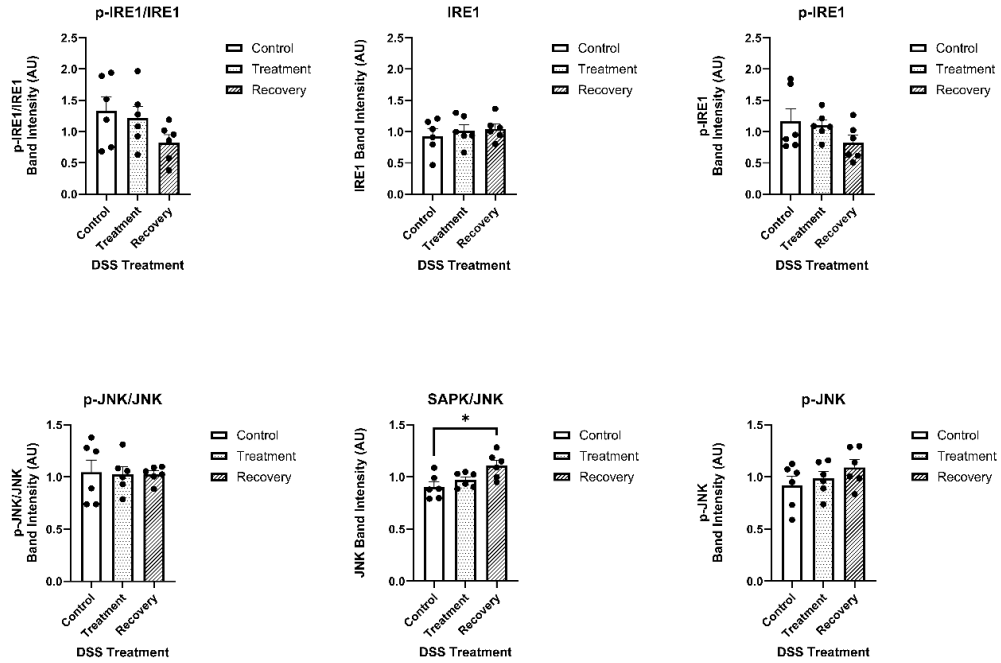 p-IRE1/IRE1
p-IRE1/IRE1
Band Intensity (AU)
2.5
2.0
1.5
1.0
0.5
0.0
Control
Treatment
Recovery
DSS Treatment
Control
Treatment
Recovery
IRE1
IRE1 Band Intensity (AU)
2.5
2.0
1.5
1.0
0.5
0.0
Control
Treatment
Recovery
DSS Treatment
Control
Treatment
Recovery
p-IRE1
p-IRE1
Band Intensity (AU)
2.5
2.0
1.5
1.0
0.5
0.0
Control
Treatment
Recovery
DSS Treatment
Control
Treatment
Recovery
p-JNK/JNK
p-JNK/JNK
Band Intensity (AU)
1.5
1.0
0.5
0.0
Control
Treatment
Recovery
DSS Treatment
Control
Treatment
Recovery
SAPK/JNK
JNK Band Intensity (AU)
1.5
1.0
0.5
0.0
*
Control
Treatment
Recovery
DSS Treatment
Control
Treatment
Recovery
p-JNK
p-JNK
Band Intensity (AU)
1.5
1.0
0.5
0.0
Control
Treatment
Recovery
DSS Treatment
Control
Treatment
Recovery